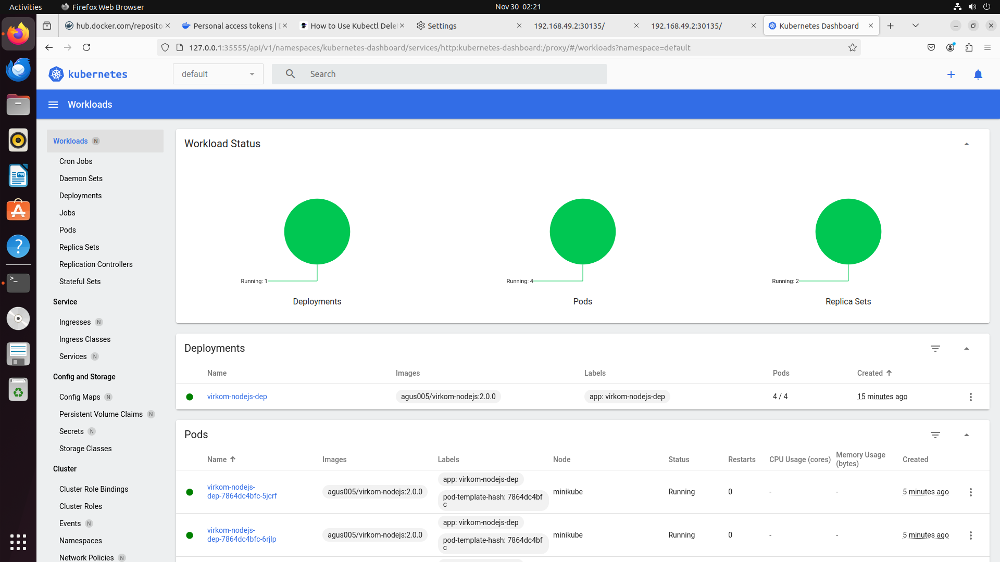 Activities
Firefox Web Browser
Nov 30 02:21
hub.docker.com/reposito
Personal access tokens | D
How to Use Kubectl Dele
Settings
192.168.49.2:30135/
192.168.49.2:30135/
Kubernetes Dashboard
127.0.0.1:35555/api/v1/namespaces/kubernetes-dashboard/services/http:kubernetes-dashboard:/proxy/#/workloads?namespace=default
kubernetes
default
Search
Workloads
Workloads N
Cron Jobs
Daemon Sets
Deployments
Jobs
Pods
Replica Sets
Replication Controllers
Stateful Sets
Service
Ingresses N
Ingress Classes
Services N
Config and Storage
Config Maps N
Persistent Volume Claims N
Secrets N
Storage Classes
Cluster
Cluster Role Bindings
Cluster Roles
Events N
Namespaces
Network Policies N
Workload Status
Running: 1
Deployments
Running: 4
Pods
Running: 2
Replica Sets
Deployments
Name Images Labels Pods Created
virkom-nodejs-dep agus005/virkom-nodejs:2.0.0 app: virkom-nodejs-dep 4 / 4 15 minutes ago
Pods
Name Images Labels Node Status Restarts CPU Usage (cores) Memory Usage
(bytes)
Created
virkom-nodejs-
dep-7864dc4bfc-5jcrf
agus005/virkom-nodejs:2.0.0
app: virkom-nodejs-dep
pod-template-hash: 7864dc4bf
c
minikube Running 0 - - 5 minutes ago
virkom-nodejs-
dep-7864dc4bfc-6rjlp
agus005/virkom-nodejs:2.0.0
app: virkom-nodejs-dep
pod-template-hash: 7864dc4bf
c
minikube Running 0 - - 5 minutes ago